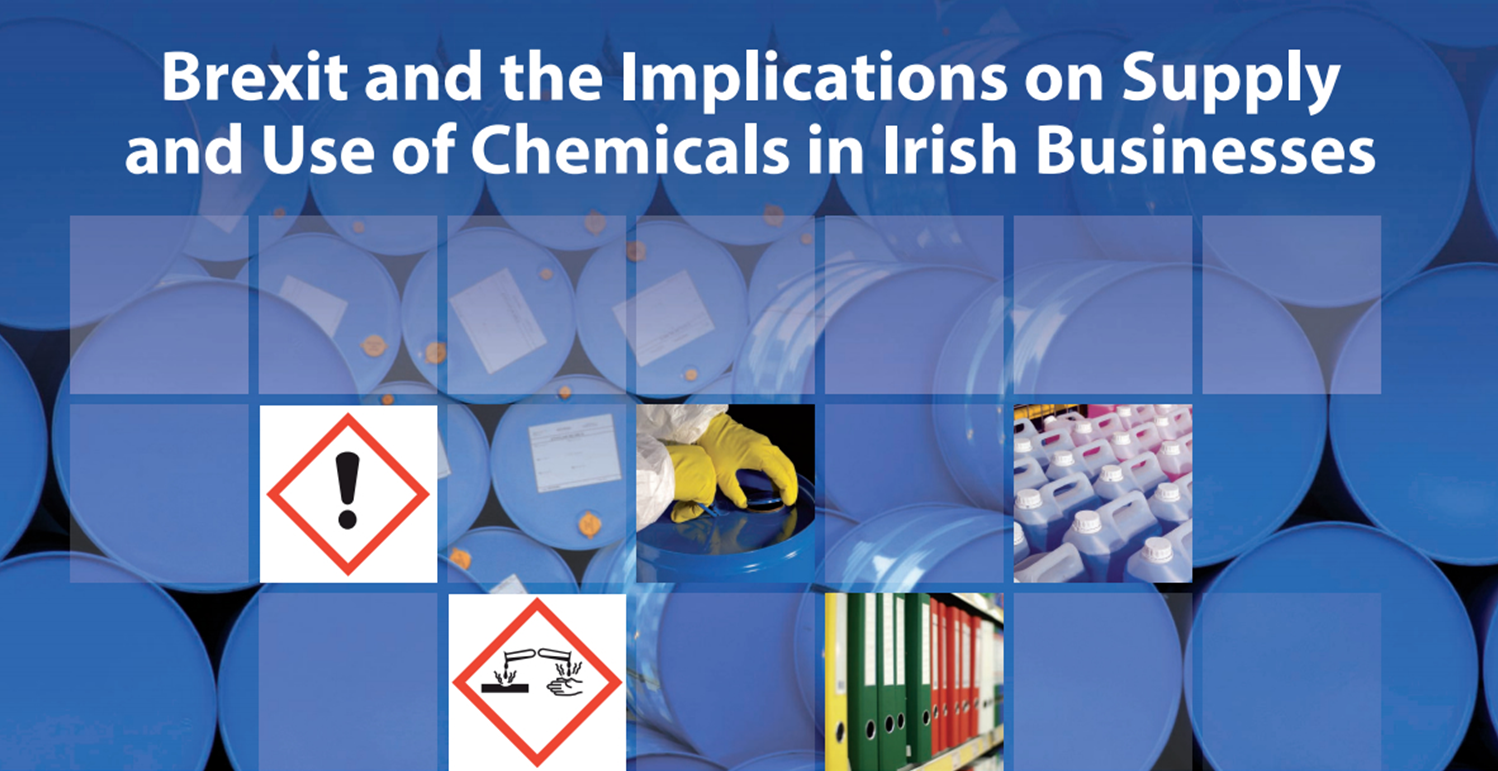 Brexit and the Implications on Supply
and Use of Chemicals in Irish Businesses